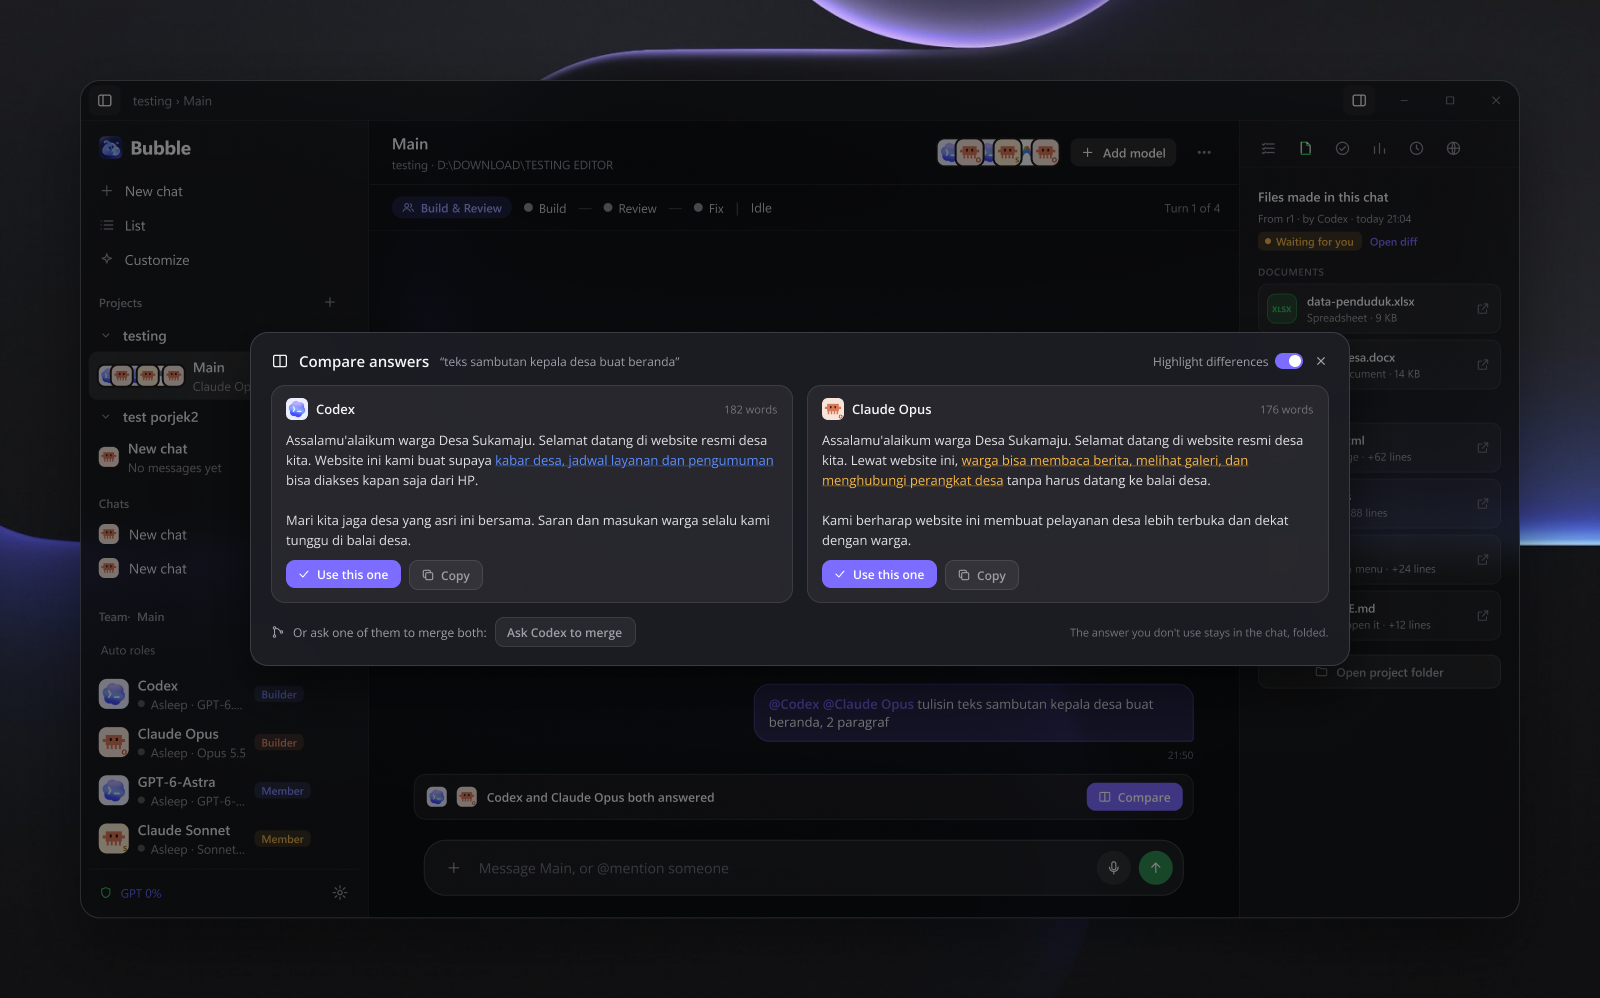 testing › Main
Bubble
New chat
List
Customize
Projects
testing
Main
Claude Op
test porjek2
New chat
No messages yet
Chats
New chat
New chat
Team· Main
Auto roles
Codex
Asleep · GPT-6....
Builder
Claude Opus
Asleep · Opus 5.5
Builder
GPT-6-Astra
Asleep · GPT-6-...
Member
Claude Sonnet
Asleep · Sonnet...
Member
GPT 0%
Main
testing · D:\DOWNLOAD\TESTING EDITOR
Add model
Build & Review
Build
Review
Fix
Idle
Turn 1 of 4
Compare answers
“teks sambutan kepala desa buat beranda”
Highlight differences
Codex
182 words
Assalamu'alaikum warga Desa Sukamaju. Selamat datang di website resmi desa
kita. Website ini kami buat supaya kabar desa, jadwal layanan dan pengumuman
bisa diakses kapan saja dari HP.
Mari kita jaga desa yang asri ini bersama. Saran dan masukan warga selalu kami
tunggu di balai desa.
Use this one
Copy
Claude Opus
176 words
Assalamu'alaikum warga Desa Sukamaju. Selamat datang di website resmi desa
kita. Lewat website ini, warga bisa membaca berita, melihat galeri, dan
menghubungi perangkat desa tanpa harus datang ke balai desa.
Kami berharap website ini membuat pelayanan desa lebih terbuka dan dekat
dengan warga.
Use this one
Copy
Or ask one of them to merge both:
Ask Codex to merge
The answer you don't use stays in the chat, folded.
@Codex @Claude Opus tulisin teks sambutan kepala desa buat
beranda, 2 paragraf
21:50
Codex and Claude Opus both answered
Compare
Message Main, or @mention someone
Files made in this chat
From r1 · by Codex · today 21:04
Waiting for you
Open diff
DOCUMENTS
XLSX
data-penduduk.xlsx
Spreadsheet · 9 KB
esa.docx
cument · 14 KB
ml
ge · +62 lines
s
88 lines
menu · +24 lines
E.md
pen it · +12 lines
Open project folder